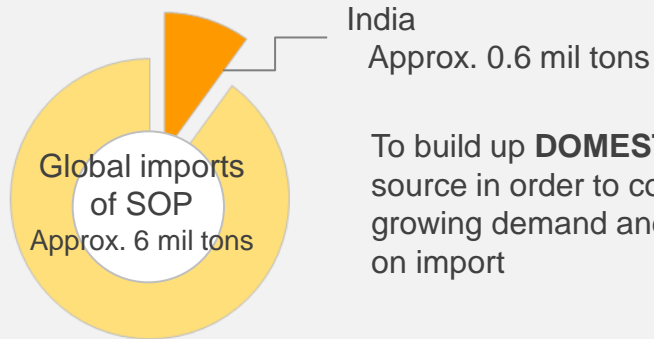 India
Approx. 0.6 mil tons
Global imports
of SOP
Approx. 6 mil tons
To build up
source in order to
growing demand
on import